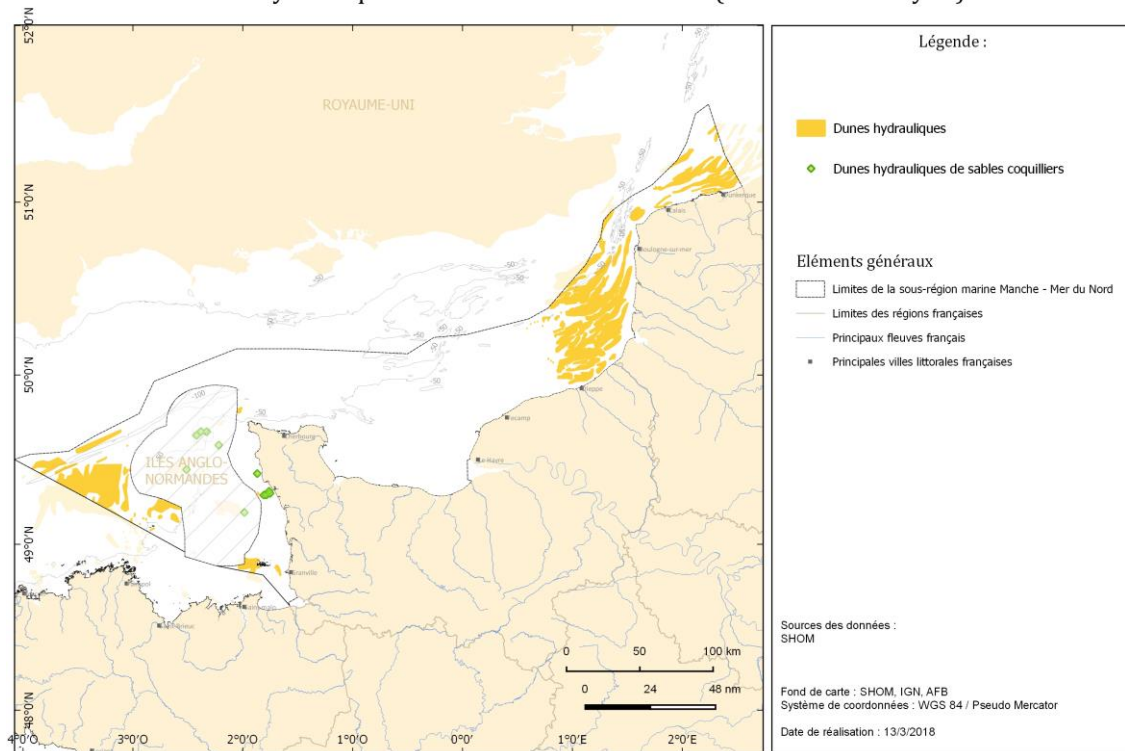 52°0'N
51°0'N
50°0'N
49°0'N
48°0'N
4°0'O
3°0'O
2°0'O
1°0'O
0°0'
1°0'E
2°0'E
ROYAUME-UNI
ILES ANGLO-
NORMANDES
Dunkerque
Calais
Boulogne-sur-mer
Dieppe
Fecamp
Le Havre
Cherbourg
Granville
-50
-100
0 50 100 km
0 24 48 nm
Légende :
Dunes hydrauliques
Dunes hydrauliques de sables coquilliers
Eléments généraux
Limites de la sous-région marine Manche - Mer du Nord
Limites des régions françaises
Principaux fleuves français
Principales villes littorales françaises
Sources des données :
SHOM
Fond de carte : SHOM, IGN, AFB
Système de coordonnées : WGS 84 / Pseudo Mercator
Date de réalisation : 13/3/2018